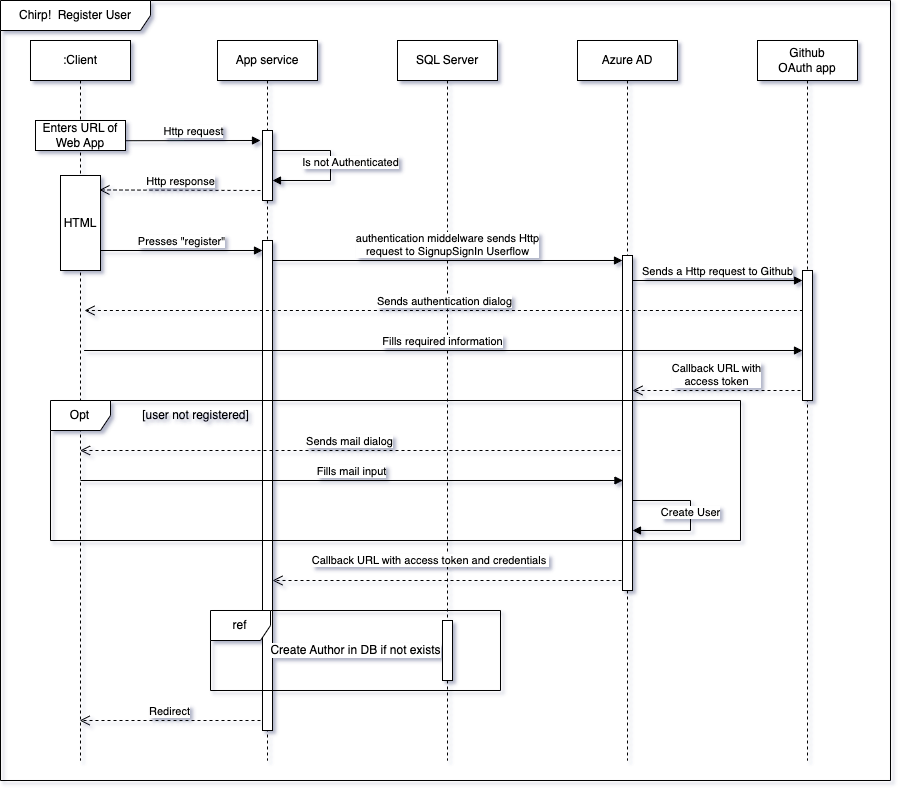 Chirp!  Register User
:Client
App service
SQL Server
Azure AD
Github
OAuth app
Enters URL of
Web App
Http request
Is not Authenticated
Http response
HTML
Presses "register"
authentication middelware sends Http
request to SignupSignIn Userflow
Sends a Http request to Github
Sends authentication dialog
Fills required information
Callback URL with
access token
Opt
[user not registered]
Sends mail dialog
Fills mail input
Create User
Callback URL with access token and credentials
ref
Create Author in DB if not exists
Redirect